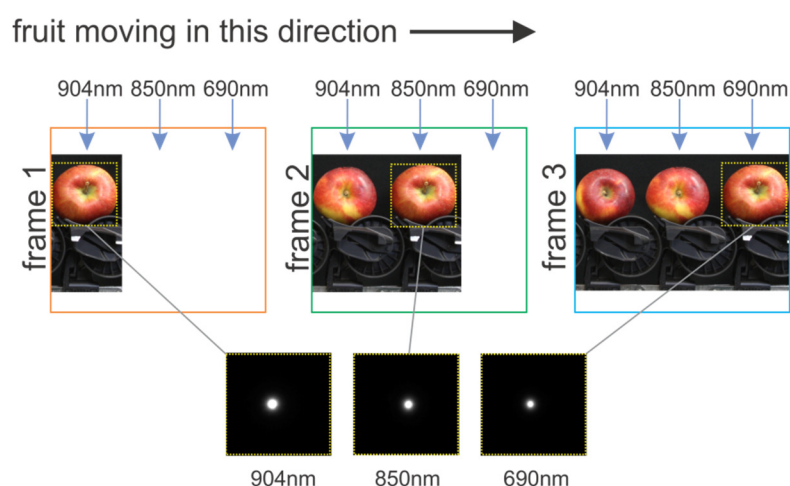 fruit moving in this direction
904nm 850nm 690nm
904nm 850nm 690nm
904nm 850nm 690nm
frame 1
frame 2
frame 3
904nm
850nm
690nm